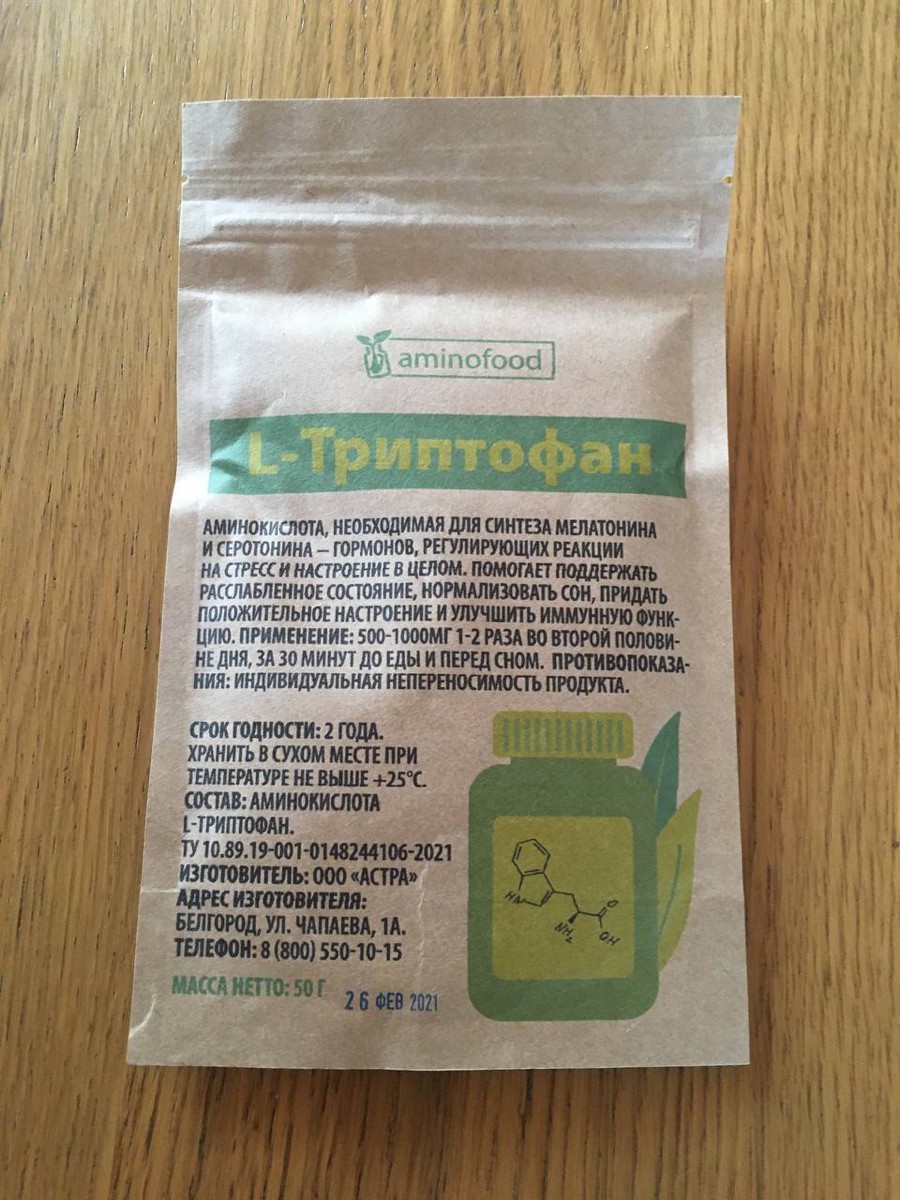 aminofood
L-Триптофан
АМИНОКИСЛОТА, НЕОБХОДИМАЯ ДЛЯ СИНТЕЗА МЕЛАТОНИНА
И СЕРОТОНИНА – ГОРМОНОВ, РЕГУЛИРУЮЩИХ РЕАКЦИИ
НА СТРЕСС И НАСТРОЕНИЕ В ЦЕЛОМ. ПОМОГАЕТ ПОДДЕРЖАТЬ
РАССЛАБЛЕННОЕ СОСТОЯНИЕ, НОРМАЛИЗОВАТЬ СОН, ПРИДАТЬ
ПОЛОЖИТЕЛЬНОЕ НАСТРОЕНИЕ И УЛУЧШИТЬ ИММУННУЮ ФУНК-
ЦИЮ. ПРИМЕНЕНИЕ: 500-1000МГ 1-2 РАЗА ВО ВТОРОЙ ПОЛОВИ-
НЕ ДНЯ, ЗА 30 МИНУТ ДО ЕДЫ И ПЕРЕД СНОМ. ПРОТИВОПОКАЗА-
НИЯ: ИНДИВИДУАЛЬНАЯ НЕПЕРЕНОСИМОСТЬ ПРОДУКТА.
СРОК ГОДНОСТИ: 2 ГОДА.
ХРАНИТЬ В СУХОМ МЕСТЕ ПРИ
ТЕМПЕРАТУРЕ НЕ ВЫШЕ +25°С.
СОСТАВ: АМИНОКИСЛОТА
L-ТРИПТОФАН.
ТУ 10.89.19-001-0148244106-2021
ИЗГОТОВИТЕЛЬ: ООО «АСТРА»
АДРЕС ИЗГОТОВИТЕЛЯ:
БЕЛГОРОД, УЛ. ЧАПАЕВА, 1А.
ТЕЛЕФОН: 8 (800) 550-10-15
МАССА НЕТТО: 50 Г
26 ФЕВ 2021
HN
O
NH2
OH